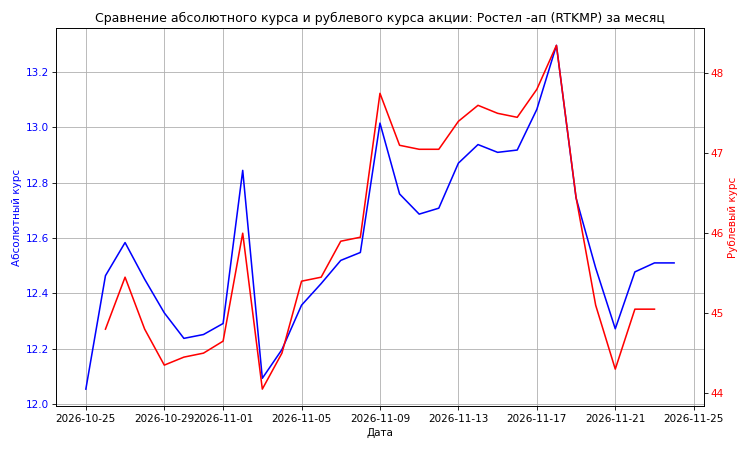 Сравнение абсолютного курса и рублевого курса акции: Ростел -ап (RTKMP) за месяц
Абсолютный курс
13.2
13.0
12.8
12.6
12.4
12.2
12.0
48
47
46
45
44
Рублевый курс
2026-10-25 2026-10-29 2026-11-01 2026-11-05 2026-11-09 2026-11-13 2026-11-17 2026-11-21 2026-11-25
Дата